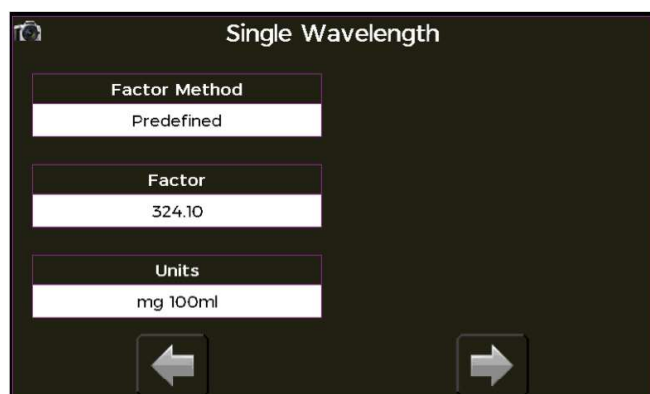 Single Wavelength
Factor Method
Predefined
Factor
324.10
Units
mg 100ml